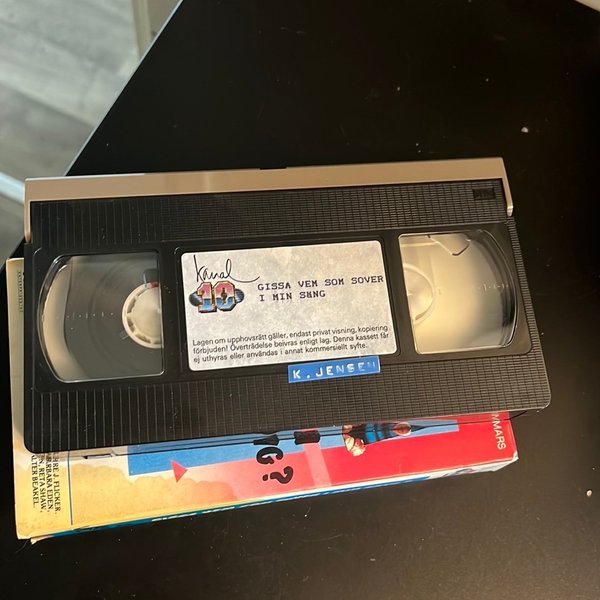 Kanal
10
GISSA VEM SOM SOVER
I MIN SÄNG
Lagen om upphovsrätt gäller, endast privat visning, kopiering
förbjuden! Överträdelse beivras enligt lag. Denna kassett får
ej uthyras eller användas i annat kommersiellt syfte.
K. JENSEN
G?